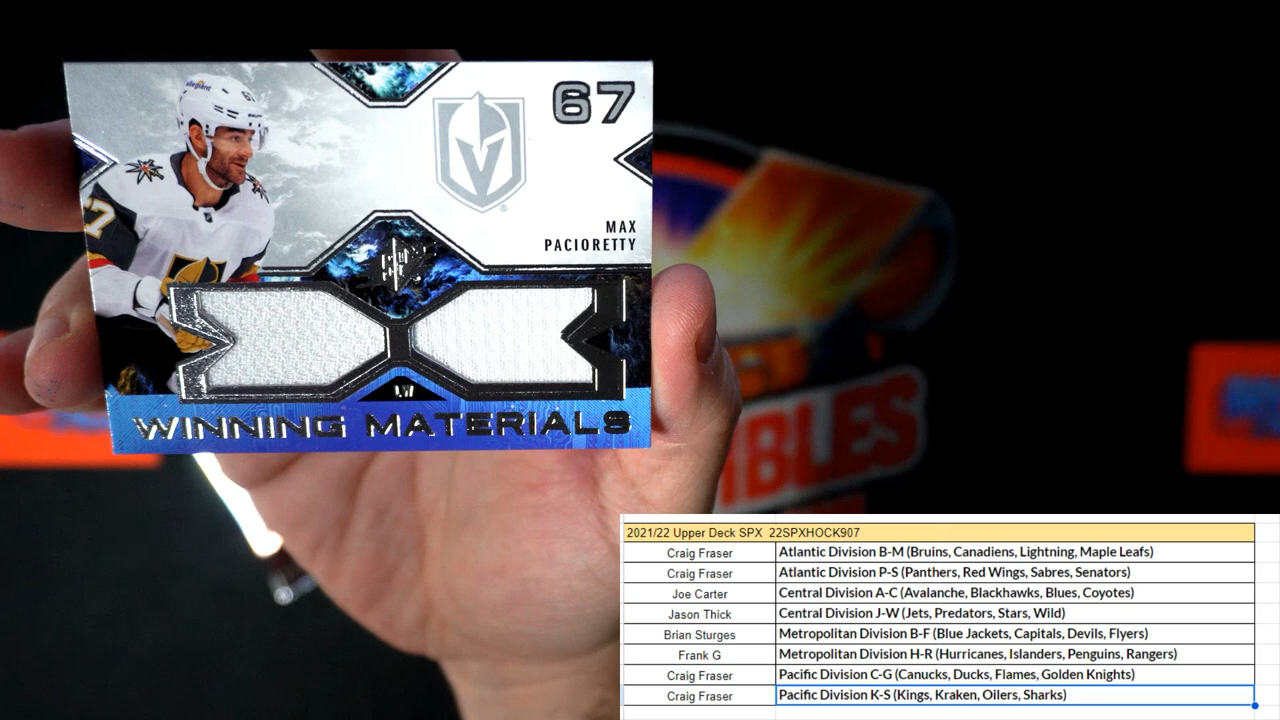 allegiant
67
MAX
PACIORETTY
LW
WINNING MATERIALS
IBLES
2021/22 Upper Deck SPX 22SPXHOCK907
Craig Fraser Atlantic Division B-M (Bruins, Canadiens, Lightning, Maple Leafs)
Craig Fraser Atlantic Division P-S (Panthers, Red Wings, Sabres, Senators)
Joe Carter Central Division A-C (Avalanche, Blackhawks, Blues, Coyotes)
Jason Thick Central Division J-W (Jets, Predators, Stars, Wild)
Brian Sturges Metropolitan Division B-F (Blue Jackets, Capitals, Devils, Flyers)
Frank G Metropolitan Division H-R (Hurricanes, Islanders, Penguins, Rangers)
Craig Fraser Pacific Division C-G (Canucks, Ducks, Flames, Golden Knights)
Craig Fraser Pacific Division K-S (Kings, Kraken, Oilers, Sharks)